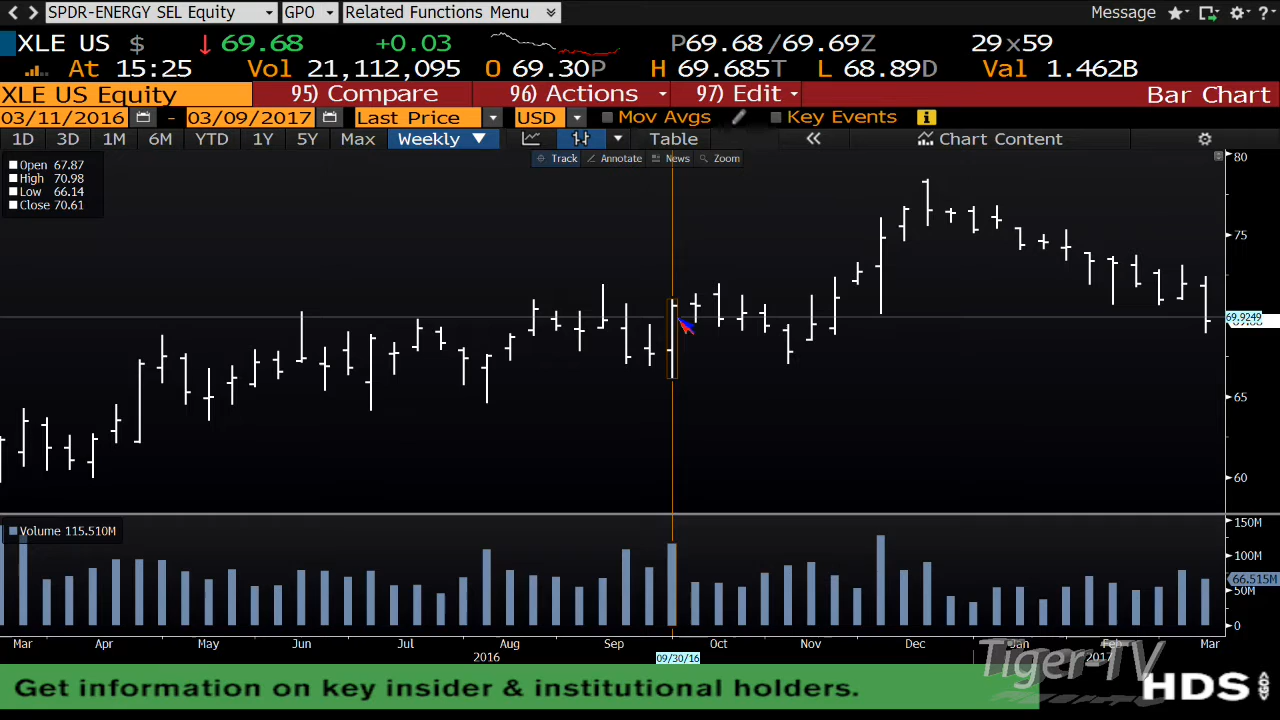 SPDR-ENERGY SEL Equity GPO Related Functions Menu Message
XLE US $ 69.68 +0.03 P69.68/69.69Z 29x59
At 15:25 Vol 21,112,095 O 69.30P H 69.685T L 68.89D Val 1.462B
XLE US Equity 95) Compare 96) Actions 97) Edit Bar Chart
03/11/2016 - 03/09/2017 Last Price USD Mov Avgs Key Events
1D 3D 1M 6M YTD 1Y 5Y Max Weekly Table Chart Content
Track Annotate News Zoom
Open 67.87
High 70.98
Low 66.14
Close 70.61
80
75
69.9249
65
60
Volume 115.510M
150M
100M
66.515M
50M
0
Mar Apr May Jun Jul Aug Sep Oct Nov Dec Jan Feb Mar
2016 09/30/16 2017
Tiger-TV
Get information on key insider & institutional holders.
HDS